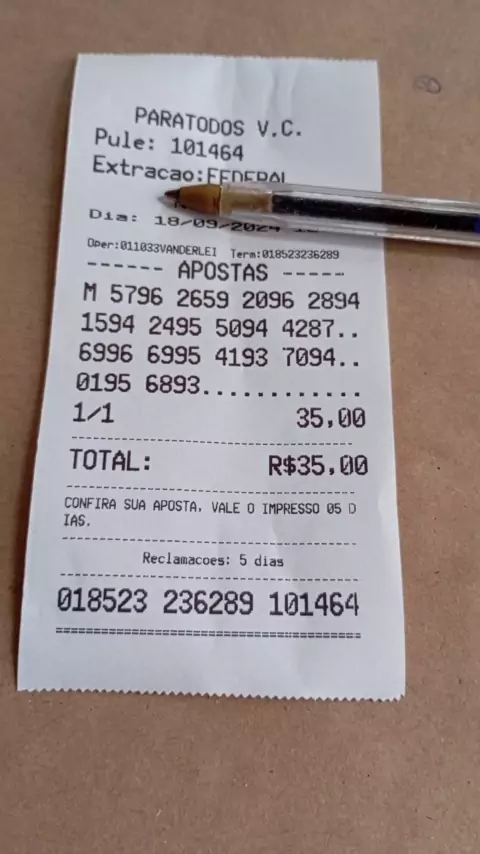 PARATODOS V.C.
Pule: 101464
Extracao:FEDERAL
Dia: 18/09/2024
Oper:011033VANDERLEI Term:018523236289
------ APOSTAS -----
M 5796 2659 2096 2894
1594 2495 5094 4287..
6996 6995 4193 7094..
0195 6893............
1/1 35,00
TOTAL: R$35,00
CONFIRA SUA APOSTA, VALE O IMPRESSO 05 D
IAS.
Reclamacoes: 5 dias
018523 236289 101464